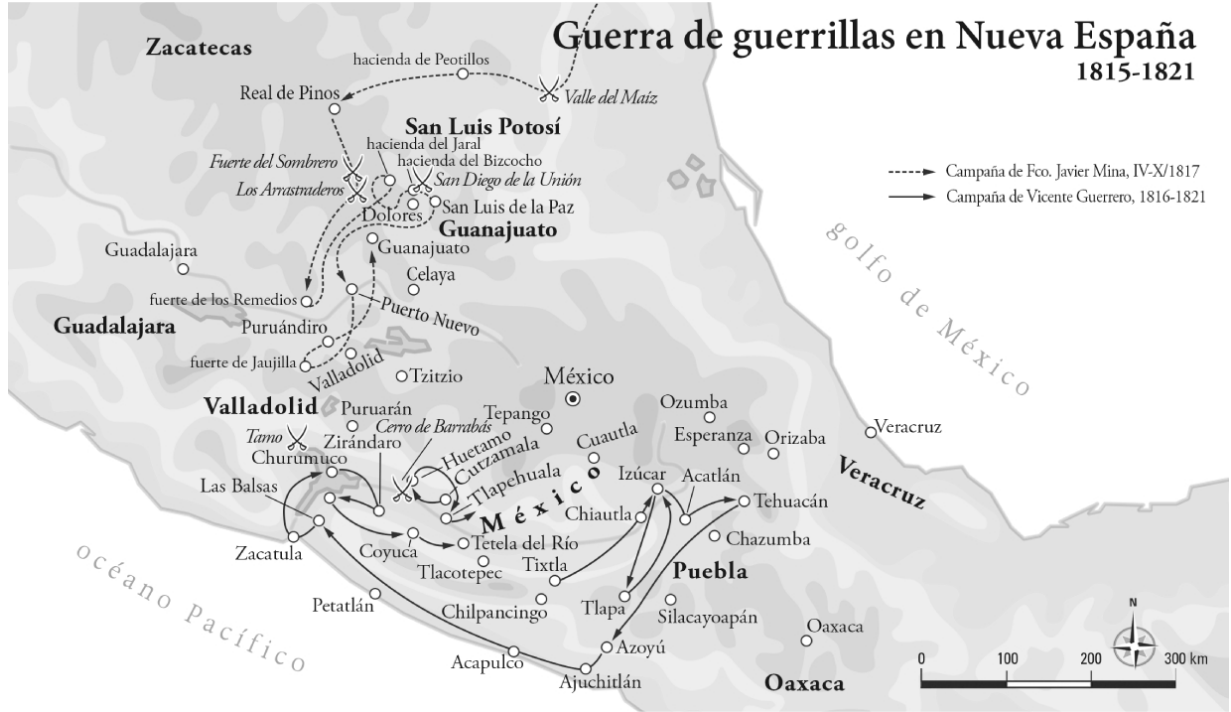 Guerra de guerrillas en Nueva España
1815-1821
Zacatecas
hacienda de Peotillos
Real de Pinos
Valle del Maíz
San Luis Potosí
hacienda del Jaral
hacienda del Bizcocho
Fuerte del Sombrero
San Diego de la Unión
Los Arrastraderos
Campaña de Fco. Javier Mina, IV-X/1817
Campaña de Vicente Guerrero, 1816-1821
Dolores
San Luis de la Paz
Guanajuato
Guanajuato
Guadalajara
Celaya
golfo de México
fuerte de los Remedios
Puerto Nuevo
Guadalajara
Puruándiro
fuerte de Jaujilla
Valladolid
Tzitzio
México
Valladolid
Puruarán
Cerro de Barrabás
Tepango
Ozumba
Tamo
Zirándaro
Huetamo
Cuautla
Esperanza
Orizaba
Veracruz
Churumuco
Cutzamala
Tlapehuala
Izúcar
Acatlán
Veracruz
Las Balsas
México
Chiautla
Tehuacán
Zacatula
Coyuca
Tetela del Río
Chazumba
Tlacotepec
Tixtla
Puebla
océano Pacífico
Petatlán
Chilpancingo
Tlapa
Silacayoapán
N
Oaxaca
Acapulco
Azoyú
Ajuchitlán
Oaxaca
0 100 200 300 km